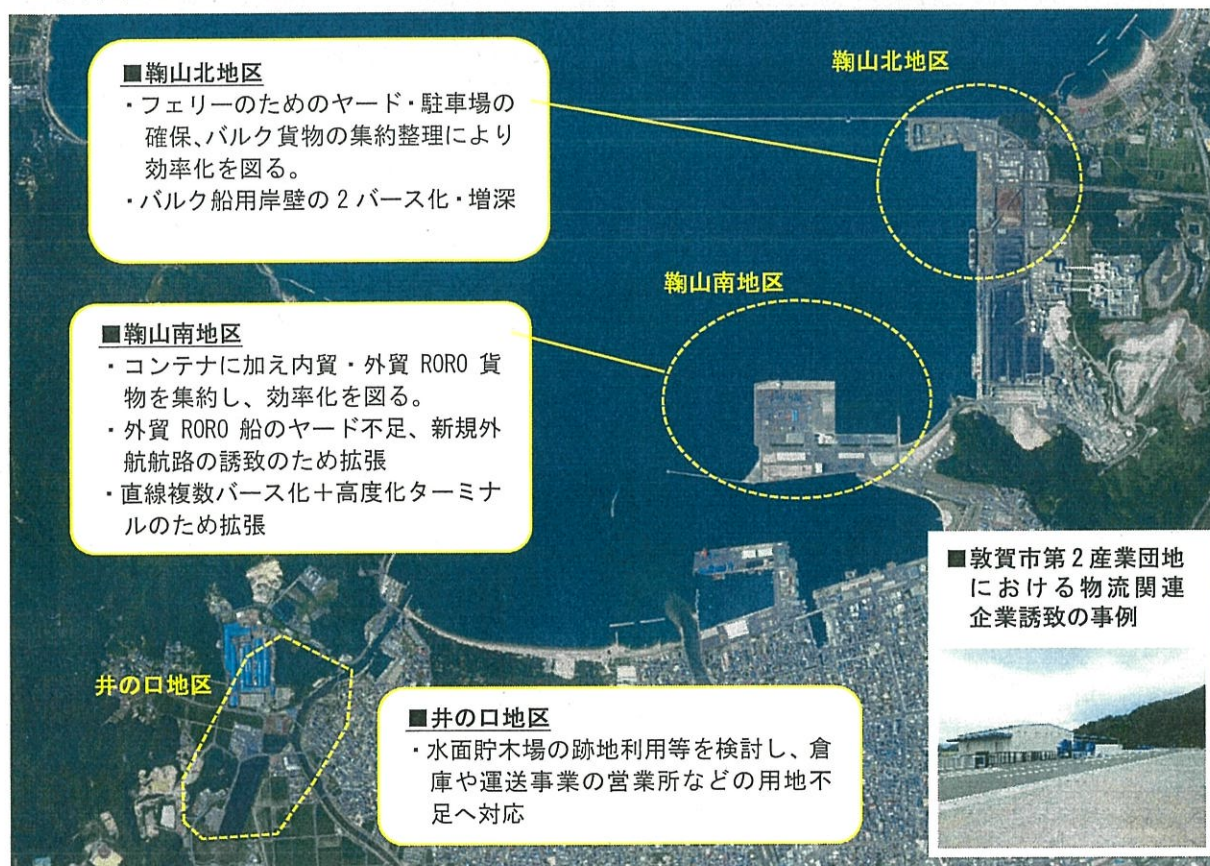 ■鞠山北地区
・フェリーのためのヤード・駐車場の
確保、バルク貨物の集約整理により
効率化を図る。
・バルク船用岸壁の 2 バース化・増深
鞠山北地区
鞠山南地区
■鞠山南地区
・コンテナに加え内貿・外貿 RORO 貨
物を集約し、効率化を図る。
・外貿 RORO 船のヤード不足、新規外
航航路の誘致のため拡張
・直線複数バース化＋高度化ターミナ
ルのため拡張
■敦賀市第２産業団地
における物流関連
企業誘致の事例
井の口地区
■井の口地区
・水面貯木場の跡地利用等を検討し、倉
庫や運送事業の営業所などの用地不
足へ対応